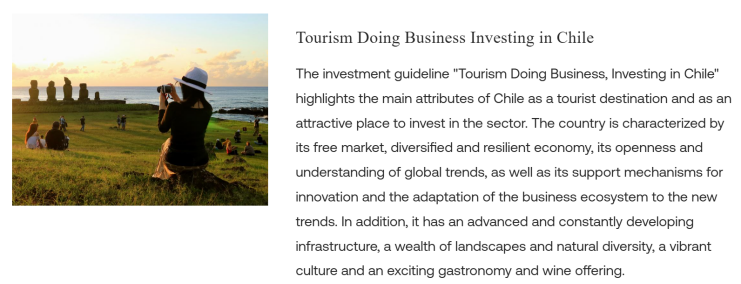 Tourism Doing Business Investing in Chile
The investment guideline "Tourism Doing Business, Investing in Chile"
highlights the main attributes of Chile as a tourist destination and as an
attractive place to invest in the sector. The country is characterized by
its free market, diversified and resilient economy, its openness and
understanding of global trends, as well as its support mechanisms for
innovation and the adaptation of the business ecosystem to the new
trends. In addition, it has an advanced and constantly developing
infrastructure, a wealth of landscapes and natural diversity, a vibrant
culture and an exciting gastronomy and wine offering.